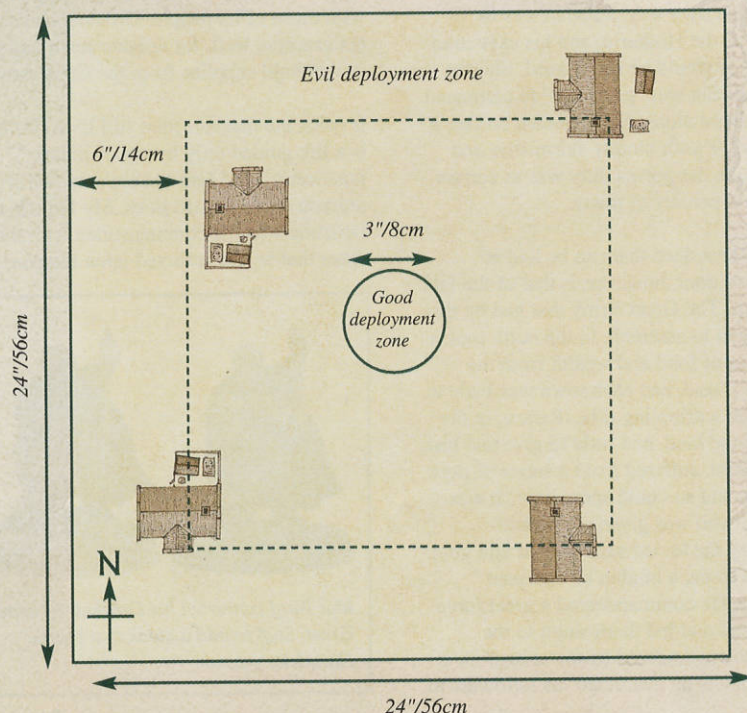 Evil deployment zone
6"/14cm
3"/8cm
Good
deployment
zone
24"/56cm
N
24"/56cm